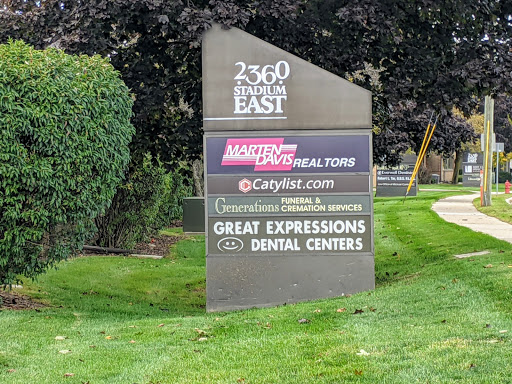 2360
STADIUM
EAST
MARTEN
DAVIS REALTORS
Catylist.com
Generations FUNERAL &
CREMATION SERVICES
GREAT EXPRESSIONS
DENTAL CENTERS